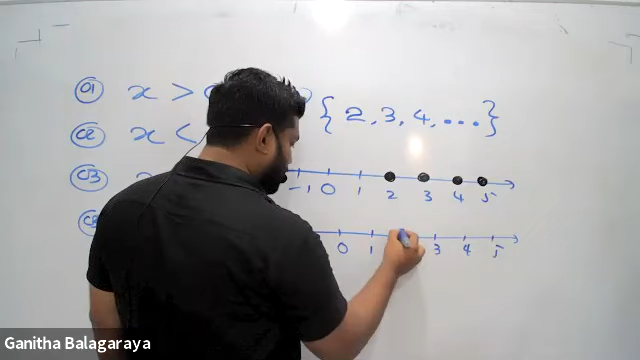 01 x > {2, 3, 4, ...}
02 x <
03
-1 0 1 2 3 4 5
0 1 3 4 5
Ganitha Balagaraya